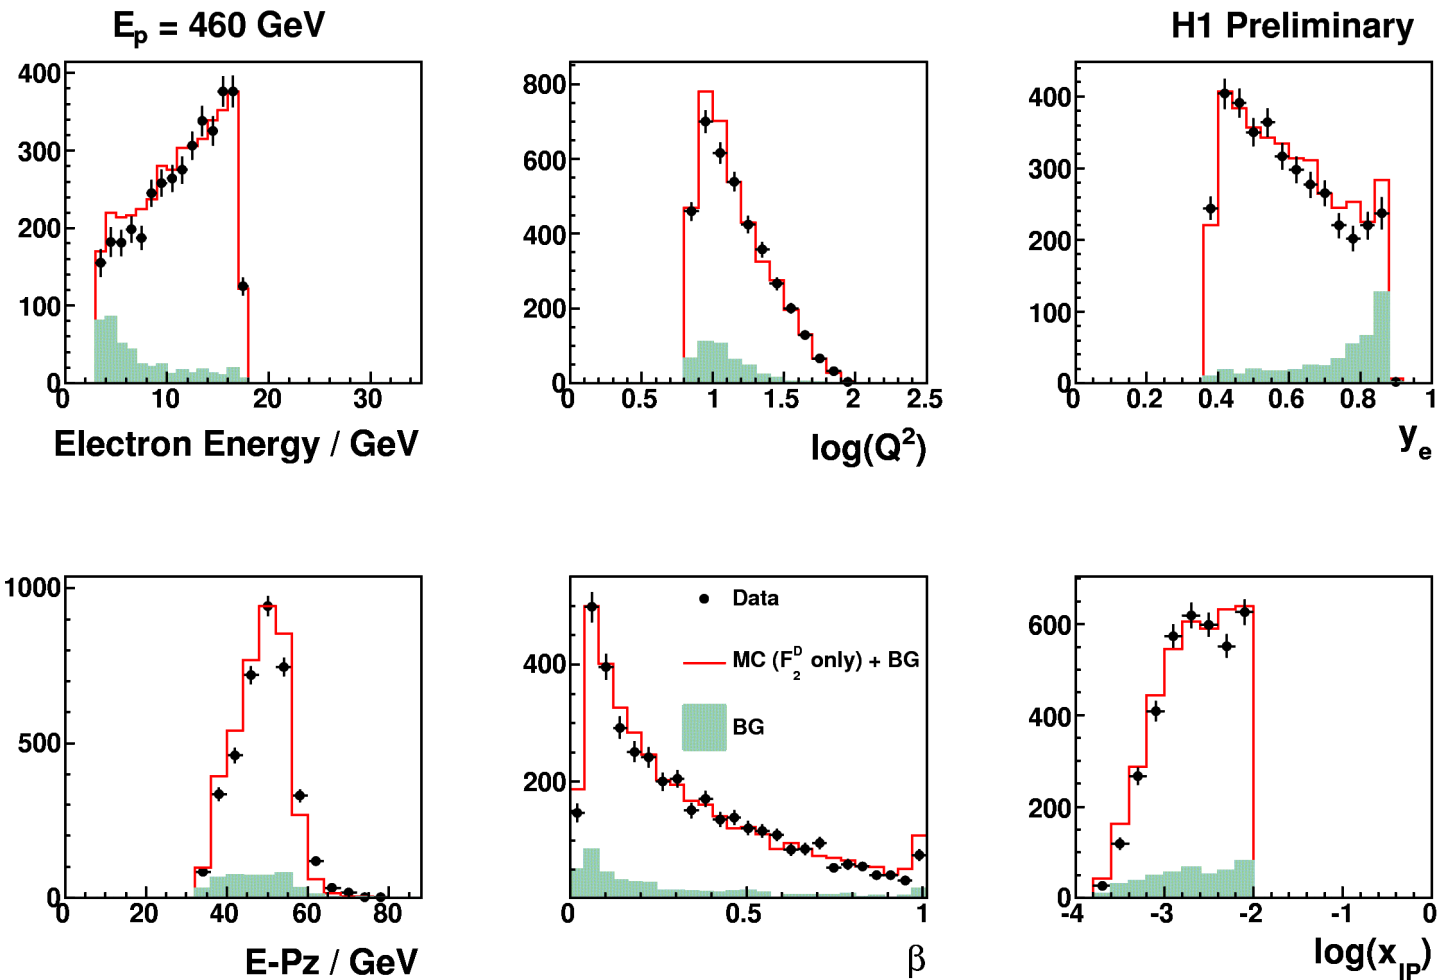 E_p = 460 GeV
H1 Preliminary
400
300
200
100
0
0 10 20 30
Electron Energy / GeV
800
600
400
200
0
0 0.5 1 1.5 2 2.5
log(Q^2)
400
300
200
100
0
0 0.2 0.4 0.6 0.8 1
y_e
1000
500
0
0 20 40 60 80
E-Pz / GeV
400
200
0 0.5 1
β
Data
MC (F_2^D only) + BG
BG
600
400
200
0
-4 -3 -2 -1 0
log(x_IP)